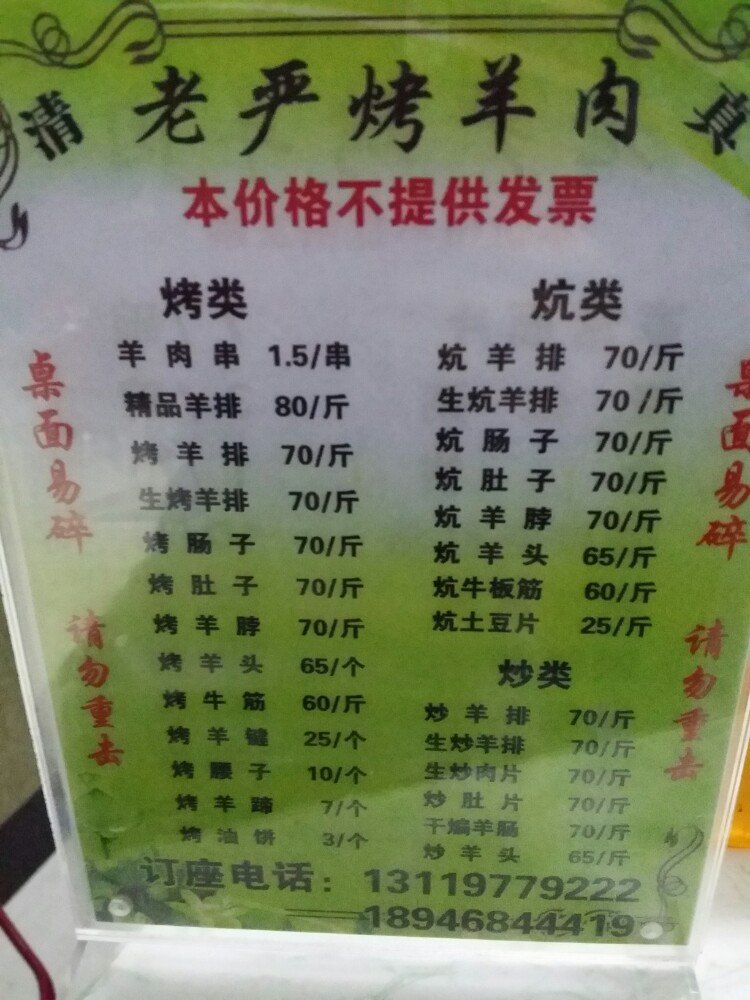 清 老严烤羊肉 真
本价格不提供发票
烤类
羊肉串 1.5/串
精品羊排 80/斤
烤羊排 70/斤
生烤羊排 70/斤
烤肠子 70/斤
烤肚子 70/斤
烤羊脖 70/斤
烤羊头 65/个
烤牛筋 60/斤
烤羊键 25/个
烤腰子 10/个
烤羊蹄 7/个
烤油饼 3/个
炕类
炕羊排 70/斤
生炕羊排 70/斤
炕肠子 70/斤
炕肚子 70/斤
炕羊脖 70/斤
炕羊头 65/斤
炕牛板筋 60/斤
炕土豆片 25/斤
炒类
炒羊排 70/斤
生炒羊排 70/斤
生炒肉片 70/斤
炒肚片 70/斤
干煸羊肠 70/斤
炒羊头 65/斤
桌面易碎 请勿重击
桌面易碎 请勿重击
订座电话：13119779222
18946844419